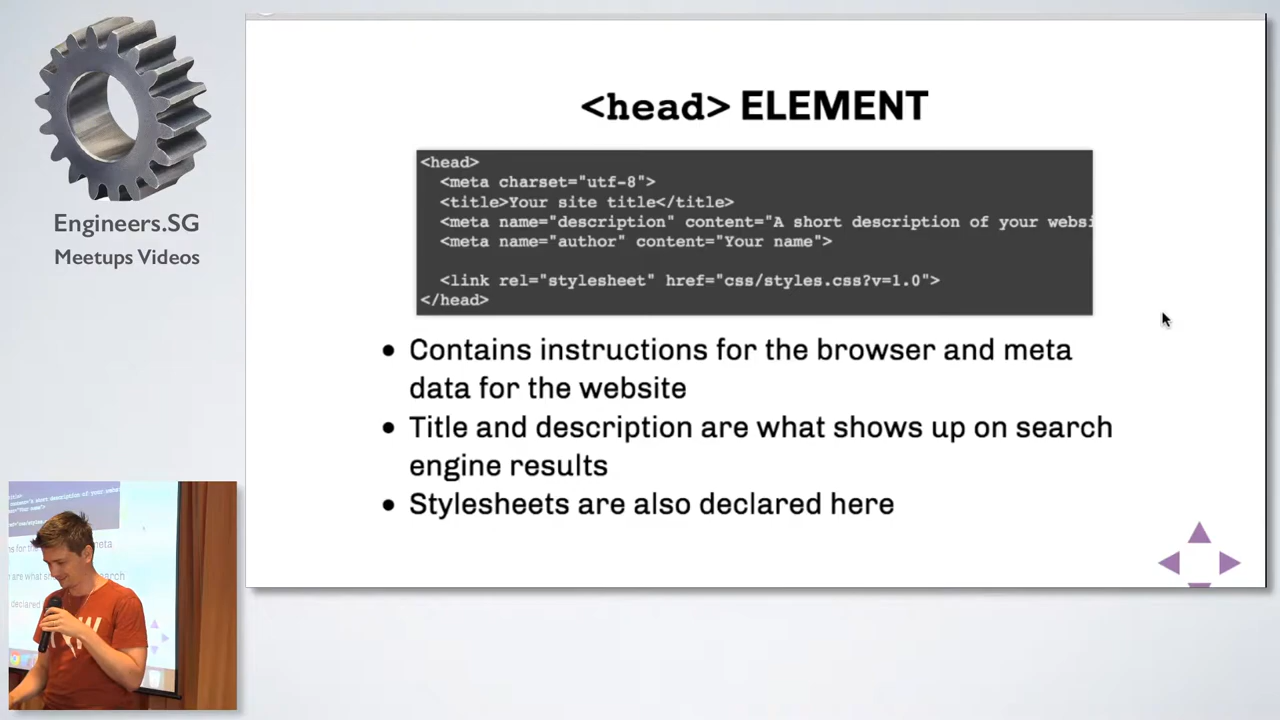 Engineers.SG
Meetups Videos
<head> ELEMENT
<head>
<meta charset="utf-8">
<title>Your site title</title>
<meta name="description" content="A short description of your websi
<meta name="author" content="Your name">
<link rel="stylesheet" href="css/styles.css?v=1.0">
</head>
• Contains instructions for the browser and meta
data for the website
• Title and description are what shows up on search
engine results
• Stylesheets are also declared here